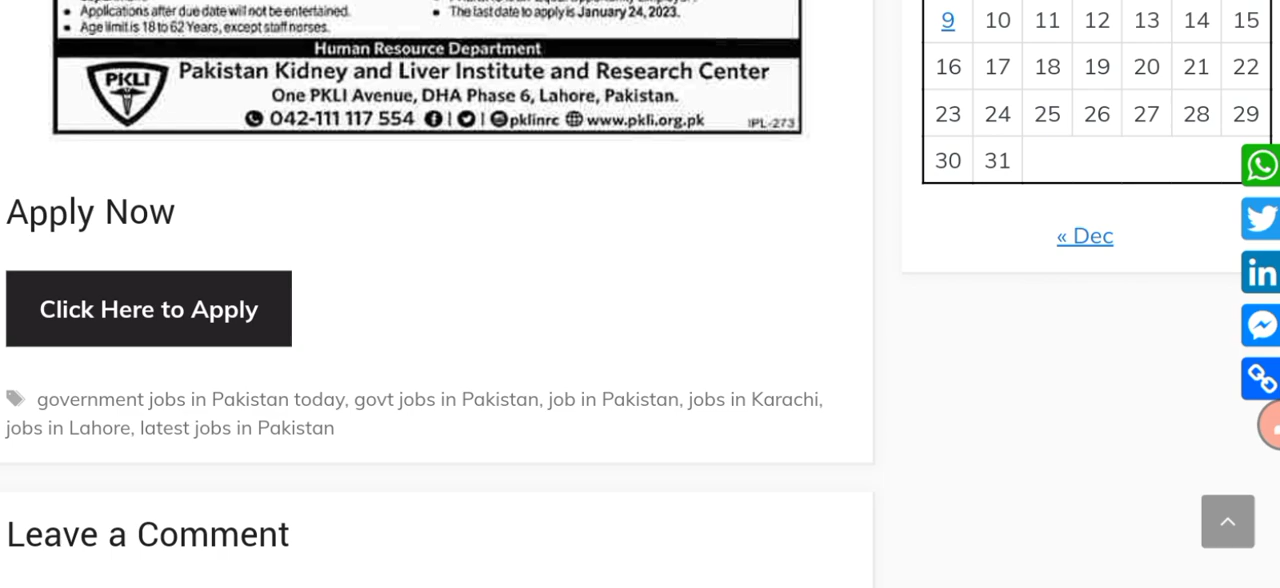 • Applications after due date will not be entertained.
• The last date to apply is January 24, 2023.
• Age limit is 18 to 62 Years, except staff nurses.
Human Resource Department
PKLI
Pakistan Kidney and Liver Institute and Research Center
One PKLI Avenue, DHA Phase 6, Lahore, Pakistan.
042-111 117 554 | | pklinrc www.pkli.org.pk
IPL-273
Apply Now
Click Here to Apply
government jobs in Pakistan today, govt jobs in Pakistan, job in Pakistan, jobs in Karachi,
jobs in Lahore, latest jobs in Pakistan
Leave a Comment
9 10 11 12 13 14 15
16 17 18 19 20 21 22
23 24 25 26 27 28 29
30 31
« Dec
in